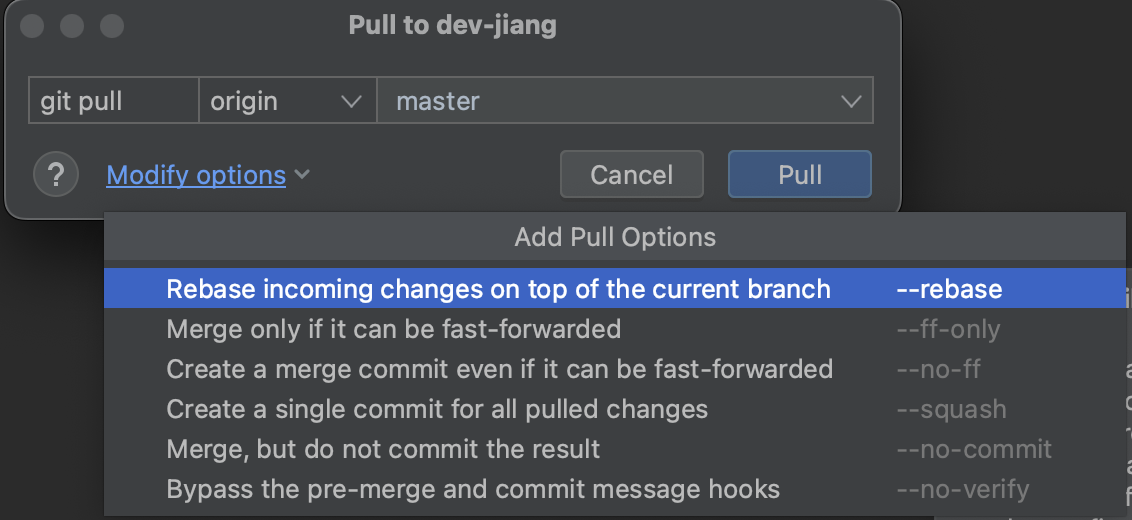 Pull to dev-jiang
git pull origin master
? Modify options Cancel Pull
Add Pull Options
Rebase incoming changes on top of the current branch --rebase
Merge only if it can be fast-forwarded --ff-only
Create a merge commit even if it can be fast-forwarded --no-ff
Create a single commit for all pulled changes --squash
Merge, but do not commit the result --no-commit
Bypass the pre-merge and commit message hooks --no-verify